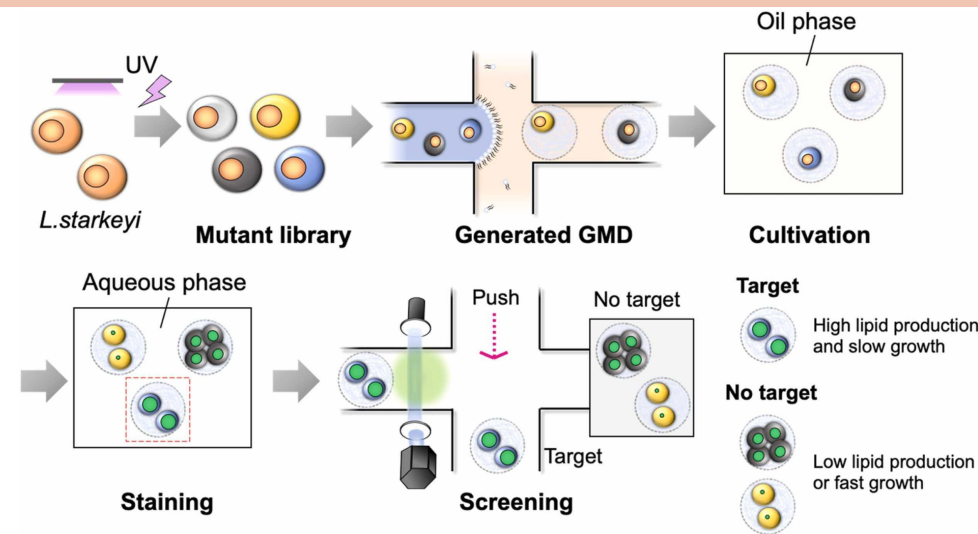 UV
L.starkeyi
Mutant library
Generated GMD
Oil phase
Cultivation
Aqueous phase
Staining
Push
No target
Target
Screening
Target
High lipid production
and slow growth
No target
Low lipid production
or fast growth